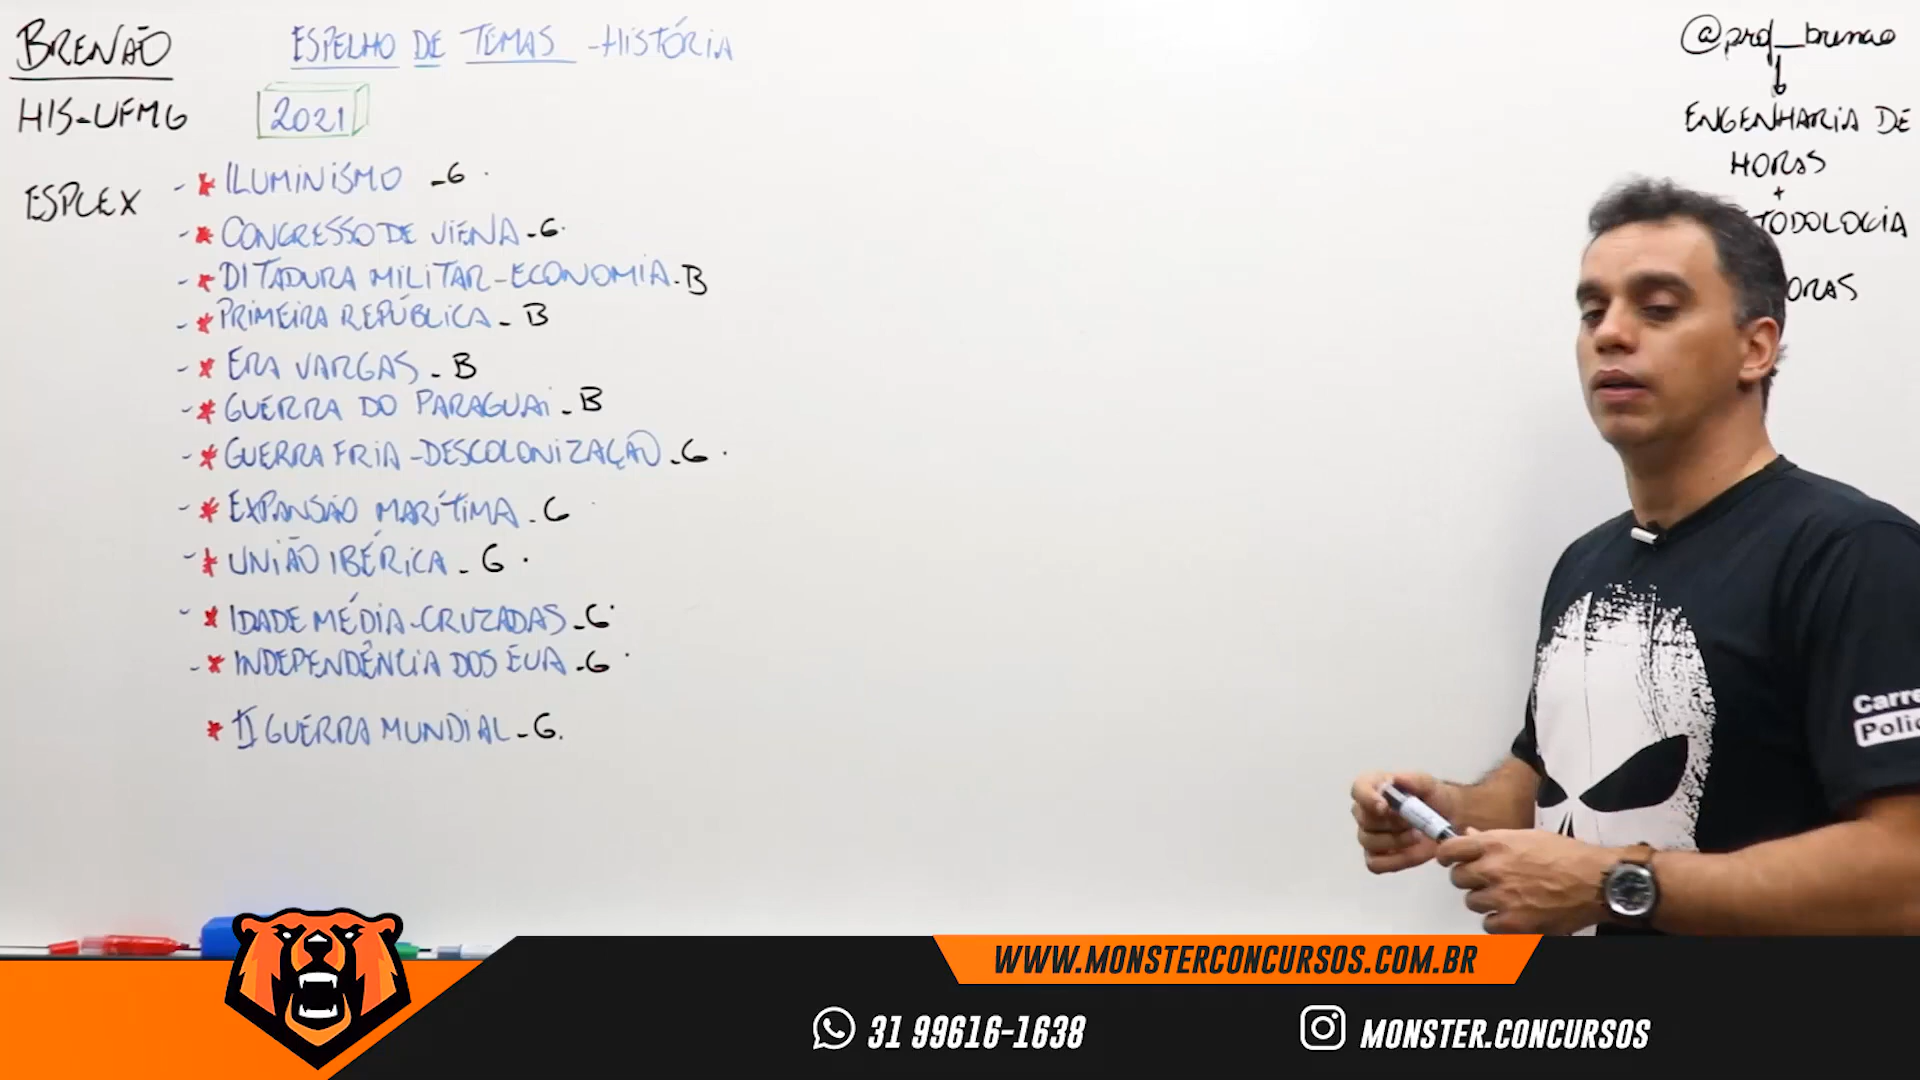 BRENÃO
HIS-UFMG
ESPCEX
ESPELHO DE TEMAS - HISTÓRIA
2021
- * ILUMINISMO - G
- * CONGRESSO DE VIENA - G
- * DITADURA MILITAR - ECONOMIA - B
- * PRIMEIRA REPÚBLICA - B
- * ERA VARGAS - B
- * GUERRA DO PARAGUAI - B
- * GUERRA FRIA - DESCOLONIZAÇÃO - G
- * EXPANSÃO MARÍTIMA - G
- * UNIÃO IBÉRICA - G
- * IDADE MÉDIA - CRUZADAS - G
- * INDEPENDÊNCIA DOS EUA - G
* II GUERRA MUNDIAL - G
@prof_brenao
ENGENHARIA DE
HORAS
+
TODOLOGIA
ORAS
Carre
Polic
WWW.MONSTERCONCURSOS.COM.BR
31 99616-1638
MONSTER.CONCURSOS